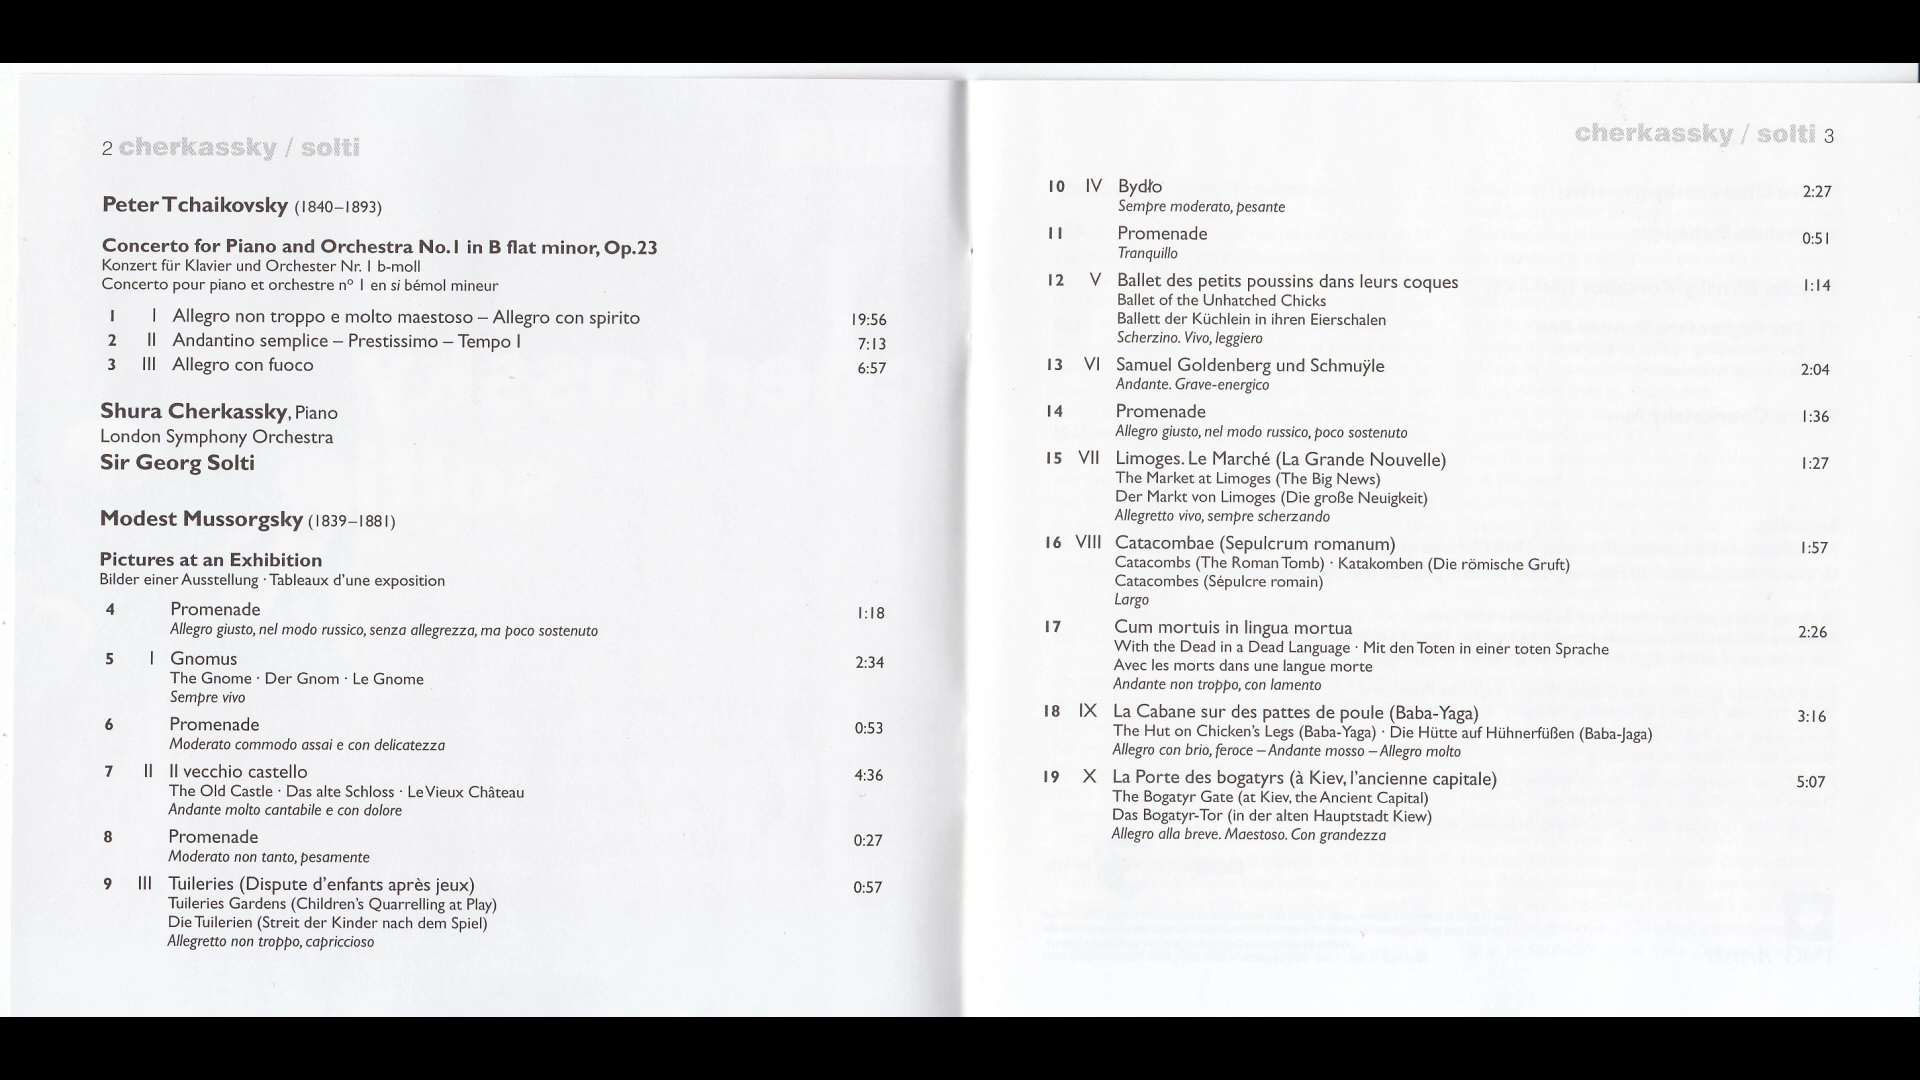 2 cherkassky / solti
Peter Tchaikovsky (1840–1893)
Concerto for Piano and Orchestra No.1 in B flat minor, Op.23
Konzert für Klavier und Orchester Nr. 1 b-moll
Concerto pour piano et orchestre nº 1 en si bémol mineur
1 I Allegro non troppo e molto maestoso – Allegro con spirito 19:56
2 II Andantino semplice – Prestissimo – Tempo I 7:13
3 III Allegro con fuoco 6:57
Shura Cherkassky, Piano
London Symphony Orchestra
Sir Georg Solti
Modest Mussorgsky (1839–1881)
Pictures at an Exhibition
Bilder einer Ausstellung · Tableaux d'une exposition
4 Promenade 1:18
Allegro giusto, nel modo russico, senza allegrezza, ma poco sostenuto
5 I Gnomus 2:34
The Gnome · Der Gnom · Le Gnome
Sempre vivo
6 Promenade 0:53
Moderato commodo assai e con delicatezza
7 II Il vecchio castello 4:36
The Old Castle · Das alte Schloss · Le Vieux Château
Andante molto cantabile e con dolore
8 Promenade 0:27
Moderato non tanto, pesamente
9 III Tuileries (Dispute d'enfants après jeux) 0:57
Tuileries Gardens (Children's Quarrelling at Play)
Die Tuilerien (Streit der Kinder nach dem Spiel)
Allegretto non troppo, capriccioso
cherkassky / solti 3
10 IV Bydło 2:27
Sempre moderato, pesante
11 Promenade 0:51
Tranquillo
12 V Ballet des petits poussins dans leurs coques 1:14
Ballet of the Unhatched Chicks
Ballett der Küchlein in ihren Eierschalen
Scherzino. Vivo, leggiero
13 VI Samuel Goldenberg und Schmuÿle 2:04
Andante. Grave-energico
14 Promenade 1:36
Allegro giusto, nel modo russico, poco sostenuto
15 VII Limoges. Le Marché (La Grande Nouvelle) 1:27
The Market at Limoges (The Big News)
Der Markt von Limoges (Die große Neuigkeit)
Allegretto vivo, sempre scherzando
16 VIII Catacombae (Sepulcrum romanum) 1:57
Catacombs (The Roman Tomb) · Katakomben (Die römische Gruft)
Catacombes (Sépulcre romain)
Largo
17 Cum mortuis in lingua mortua 2:26
With the Dead in a Dead Language · Mit den Toten in einer toten Sprache
Avec les morts dans une langue morte
Andante non troppo, con lamento
18 IX La Cabane sur des pattes de poule (Baba-Yaga) 3:16
The Hut on Chicken's Legs (Baba-Yaga) · Die Hütte auf Hühnerfüßen (Baba-Jaga)
Allegro con brio, feroce – Andante mosso – Allegro molto
19 X La Porte des bogatyrs (à Kiev, l'ancienne capitale) 5:07
The Bogatyr Gate (at Kiev, the Ancient Capital)
Das Bogatyr-Tor (in der alten Hauptstadt Kiew)
Allegro alla breve. Maestoso. Con grandezza